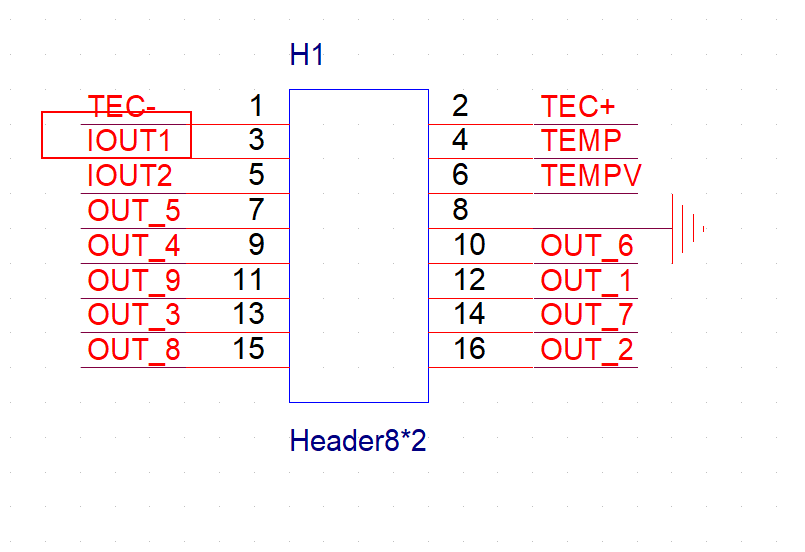 H1
TEC- 1 2 TEC+
IOUT1 3 4 TEMP
IOUT2 5 6 TEMPV
OUT_5 7 8
OUT_4 9 10 OUT_6
OUT_9 11 12 OUT_1
OUT_3 13 14 OUT_7
OUT_8 15 16 OUT_2
Header8*2